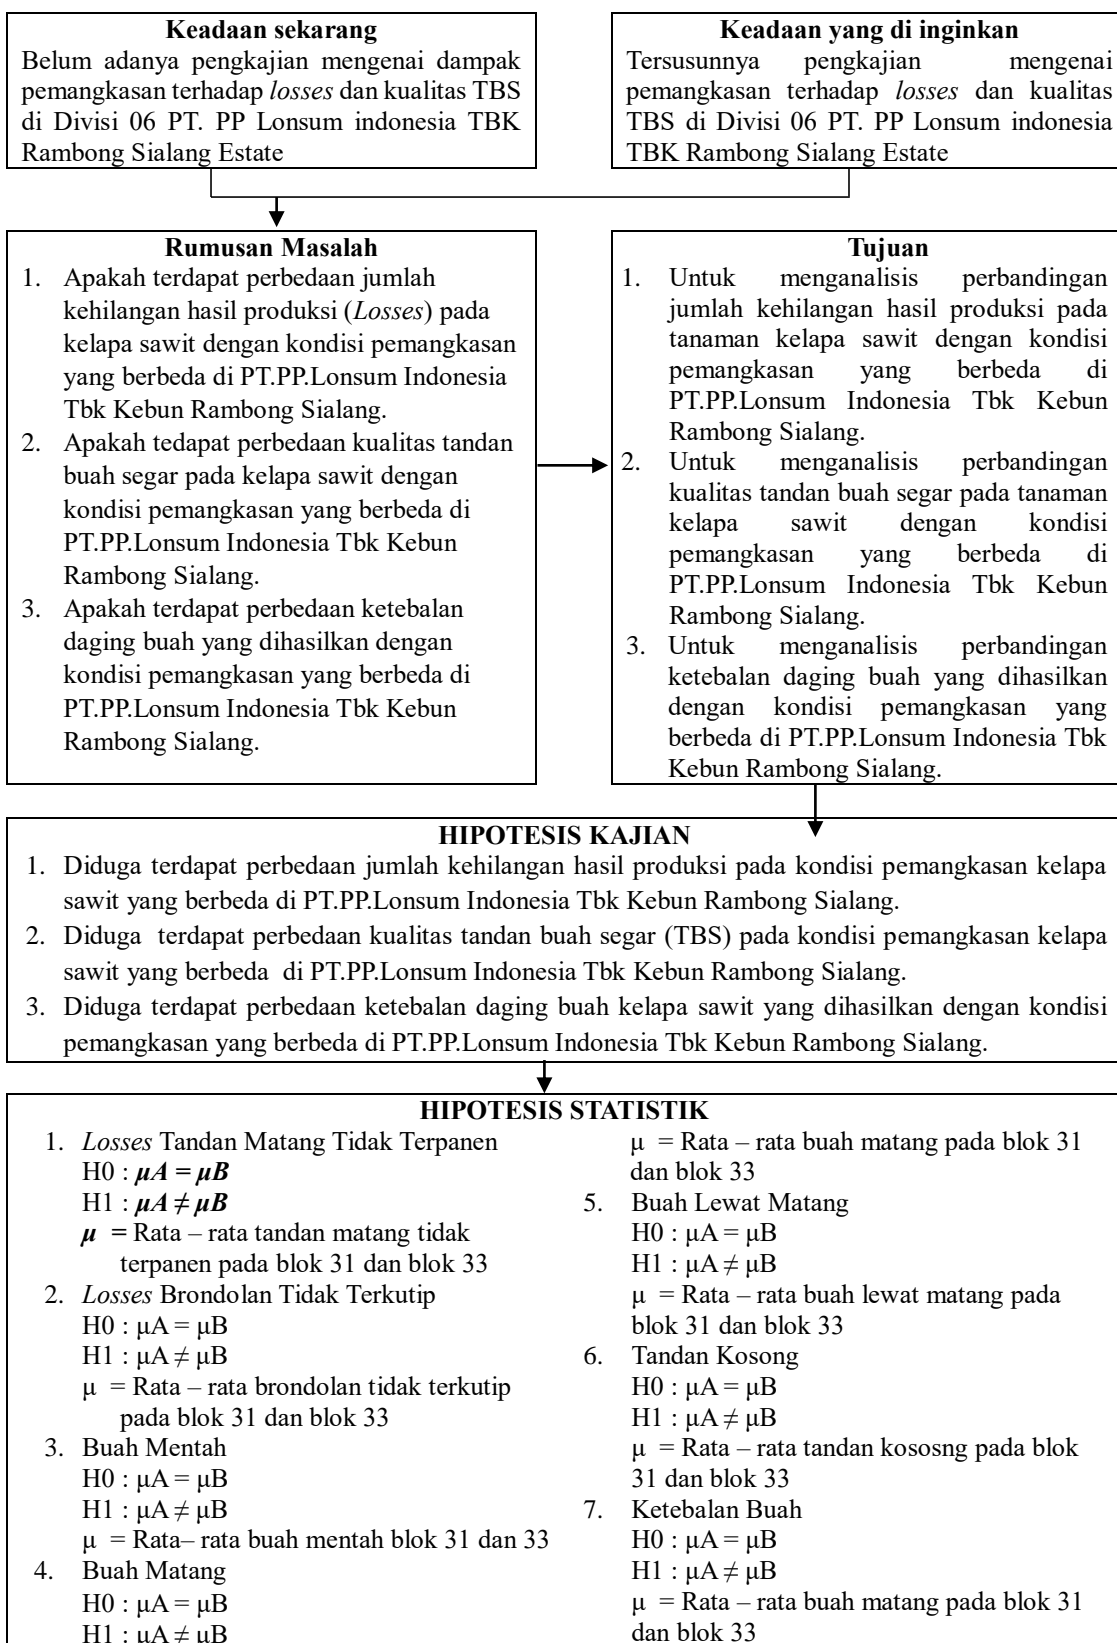 Keadaan sekarang
Belum adanya pengkajian mengenai dampak
pemangkasan terhadap losses dan kualitas TBS
di Divisi 06 PT. PP Lonsum indonesia TBK
Rambong Sialang Estate
Keadaan yang di inginkan
Tersusunnya pengkajian mengenai
pemangkasan terhadap losses dan kualitas
TBS di Divisi 06 PT. PP Lonsum indonesia
TBK Rambong Sialang Estate
Rumusan Masalah
1. Apakah terdapat perbedaan jumlah
kehilangan hasil produksi (Losses) pada
kelapa sawit dengan kondisi pemangkasan
yang berbeda di PT.PP.Lonsum Indonesia
Tbk Kebun Rambong Sialang.
2. Apakah tedapat perbedaan kualitas tandan
buah segar pada kelapa sawit dengan
kondisi pemangkasan yang berbeda di
PT.PP.Lonsum Indonesia Tbk Kebun
Rambong Sialang.
3. Apakah terdapat perbedaan ketebalan
daging buah yang dihasilkan dengan
kondisi pemangkasan yang berbeda di
PT.PP.Lonsum Indonesia Tbk Kebun
Rambong Sialang.
Tujuan
1. Untuk menganalisis perbandingan
jumlah kehilangan hasil produksi pada
tanaman kelapa sawit dengan kondisi
pemangkasan yang berbeda di
PT.PP.Lonsum Indonesia Tbk Kebun
Rambong Sialang.
2. Untuk menganalisis perbandingan
kualitas tandan buah segar pada tanaman
kelapa sawit dengan kondisi
pemangkasan yang berbeda di
PT.PP.Lonsum Indonesia Tbk Kebun
Rambong Sialang.
3. Untuk menganalisis perbandingan
ketebalan daging buah yang dihasilkan
dengan kondisi pemangkasan yang
berbeda di PT.PP.Lonsum Indonesia Tbk
Kebun Rambong Sialang.
HIPOTESIS KAJIAN
1. Diduga terdapat perbedaan jumlah kehilangan hasil produksi pada kondisi pemangkasan kelapa
sawit yang berbeda di PT.PP.Lonsum Indonesia Tbk Kebun Rambong Sialang.
2. Diduga terdapat perbedaan kualitas tandan buah segar (TBS) pada kondisi pemangkasan kelapa
sawit yang berbeda di PT.PP.Lonsum Indonesia Tbk Kebun Rambong Sialang.
3. Diduga terdapat perbedaan ketebalan daging buah kelapa sawit yang dihasilkan dengan kondisi
pemangkasan yang berbeda di PT.PP.Lonsum Indonesia Tbk Kebun Rambong Sialang.
HIPOTESIS STATISTIK
1. Losses Tandan Matang Tidak Terpanen
H0 : μA = μB
H1 : μA ≠ μB
μ = Rata – rata tandan matang tidak
terpanen pada blok 31 dan blok 33
2. Losses Brondolan Tidak Terkutip
H0 : μA = μB
H1 : μA ≠ μB
μ = Rata – rata brondolan tidak terkutip
pada blok 31 dan blok 33
3. Buah Mentah
H0 : μA = μB
H1 : μA ≠ μB
μ = Rata– rata buah mentah blok 31 dan 33
4. Buah Matang
H0 : μA = μB
H1 : μA ≠ μB
μ = Rata – rata buah matang pada blok 31
dan blok 33
5. Buah Lewat Matang
H0 : μA = μB
H1 : μA ≠ μB
μ = Rata – rata buah lewat matang pada
blok 31 dan blok 33
6. Tandan Kosong
H0 : μA = μB
H1 : μA ≠ μB
μ = Rata – rata tandan kososng pada blok
31 dan blok 33
7. Ketebalan Buah
H0 : μA = μB
H1 : μA ≠ μB
μ = Rata – rata buah matang pada blok 31
dan blok 33